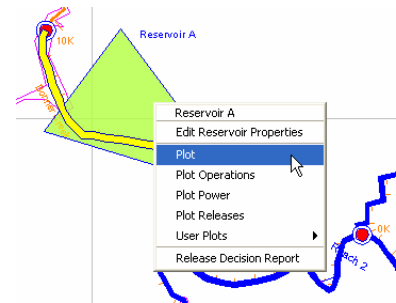 Reservoir A
10K
Reservoir A
Edit Reservoir Properties
Plot
Plot Operations
Plot Power
Plot Releases
User Plots
Release Decision Report
0K
Reach 2